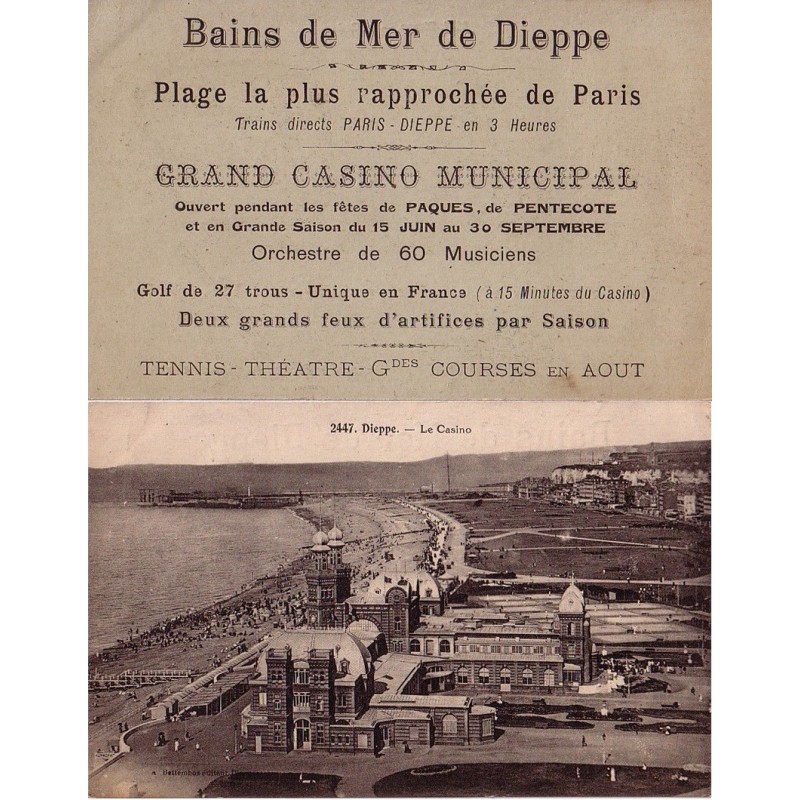 Bains de Mer de Dieppe
Plage la plus rapprochée de Paris
Trains directs PARIS - DIEPPE en 3 Heures
GRAND CASINO MUNICIPAL
Ouvert pendant les fêtes de PAQUES, de PENTECOTE
et en Grande Saison du 15 JUIN au 30 SEPTEMBRE
Orchestre de 60 Musiciens
Golf de 27 trous - Unique en France (à 15 Minutes du Casino)
Deux grands feux d'artifices par Saison
TENNIS - THÉATRE - GDES COURSES EN AOUT
2447. Dieppe. — Le Casino